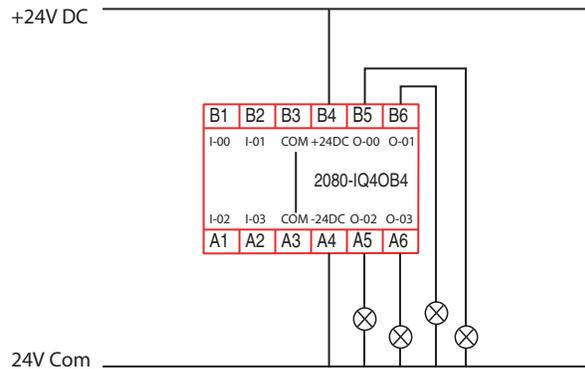 +24V DC
B1 B2 B3 B4 B5 B6
I-00 I-01 COM +24DC O-00 O-01
2080-IQ4OB4
I-02 I-03 COM -24DC O-02 O-03
A1 A2 A3 A4 A5 A6
24V Com